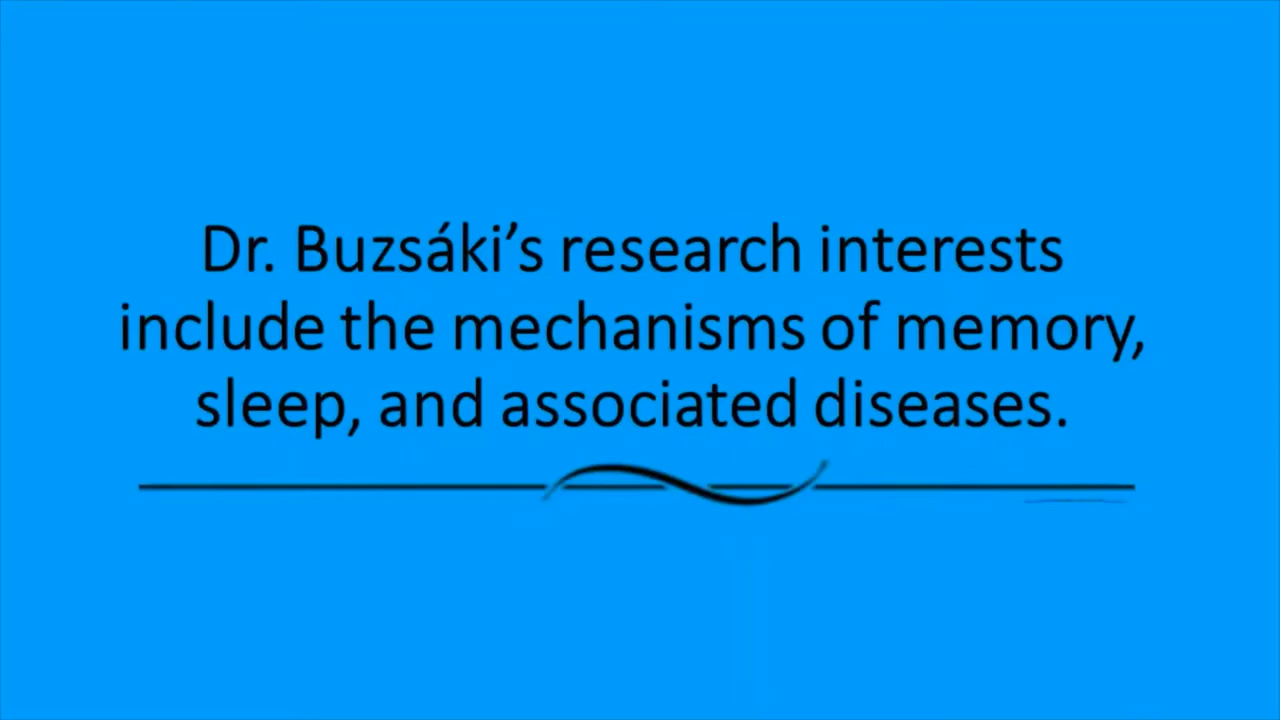 Dr. Buzsáki’s research interests
include the mechanisms of memory,
sleep, and associated diseases.